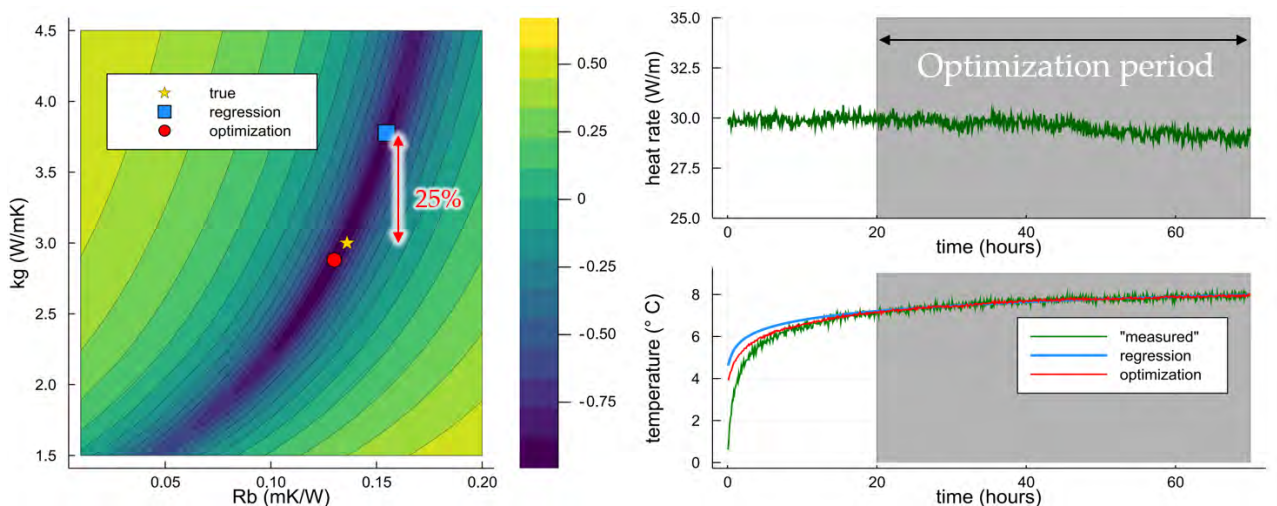 4.5
4.0
3.5
3.0
2.5
2.0
1.5
kg (W/mK)
true
regression
optimization
25%
0.05
0.10
0.15
0.20
Rb (mK/W)
0.50
0.25
0
-0.25
-0.50
-0.75
35.0
32.5
30.0
27.5
25.0
heat rate (W/m)
Optimization period
0
20
40
60
time (hours)
8
6
4
2
0
temperature (° C)
"measured"
regression
optimization
0
20
40
60
time (hours)